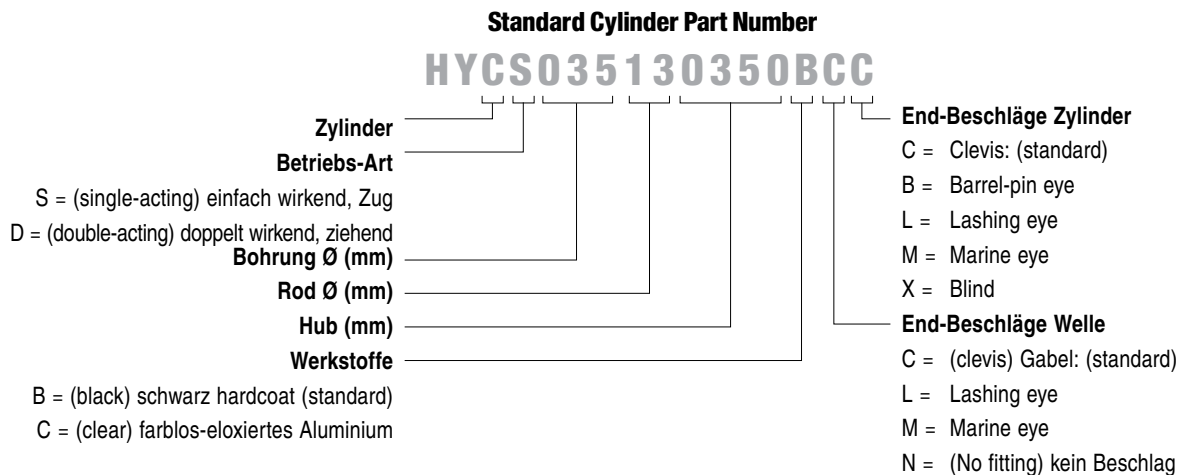 Standard Cylinder Part Number
HYCS035130350BCC
Zylinder
Betriebs-Art
S = (single-acting) einfach wirkend, Zug
D = (double-acting) doppelt wirkend, ziehend
Bohrung Ø (mm)
Rod Ø (mm)
Hub (mm)
Werkstoffe
B = (black) schwarz hardcoat (standard)
C = (clear) farblos-eloxiertes Aluminium
End-Beschläge Zylinder
C = Clevis: (standard)
B = Barrel-pin eye
L = Lashing eye
M = Marine eye
X = Blind
End-Beschläge Welle
C = (clevis) Gabel: (standard)
L = Lashing eye
M = Marine eye
N = (No fitting) kein Beschlag